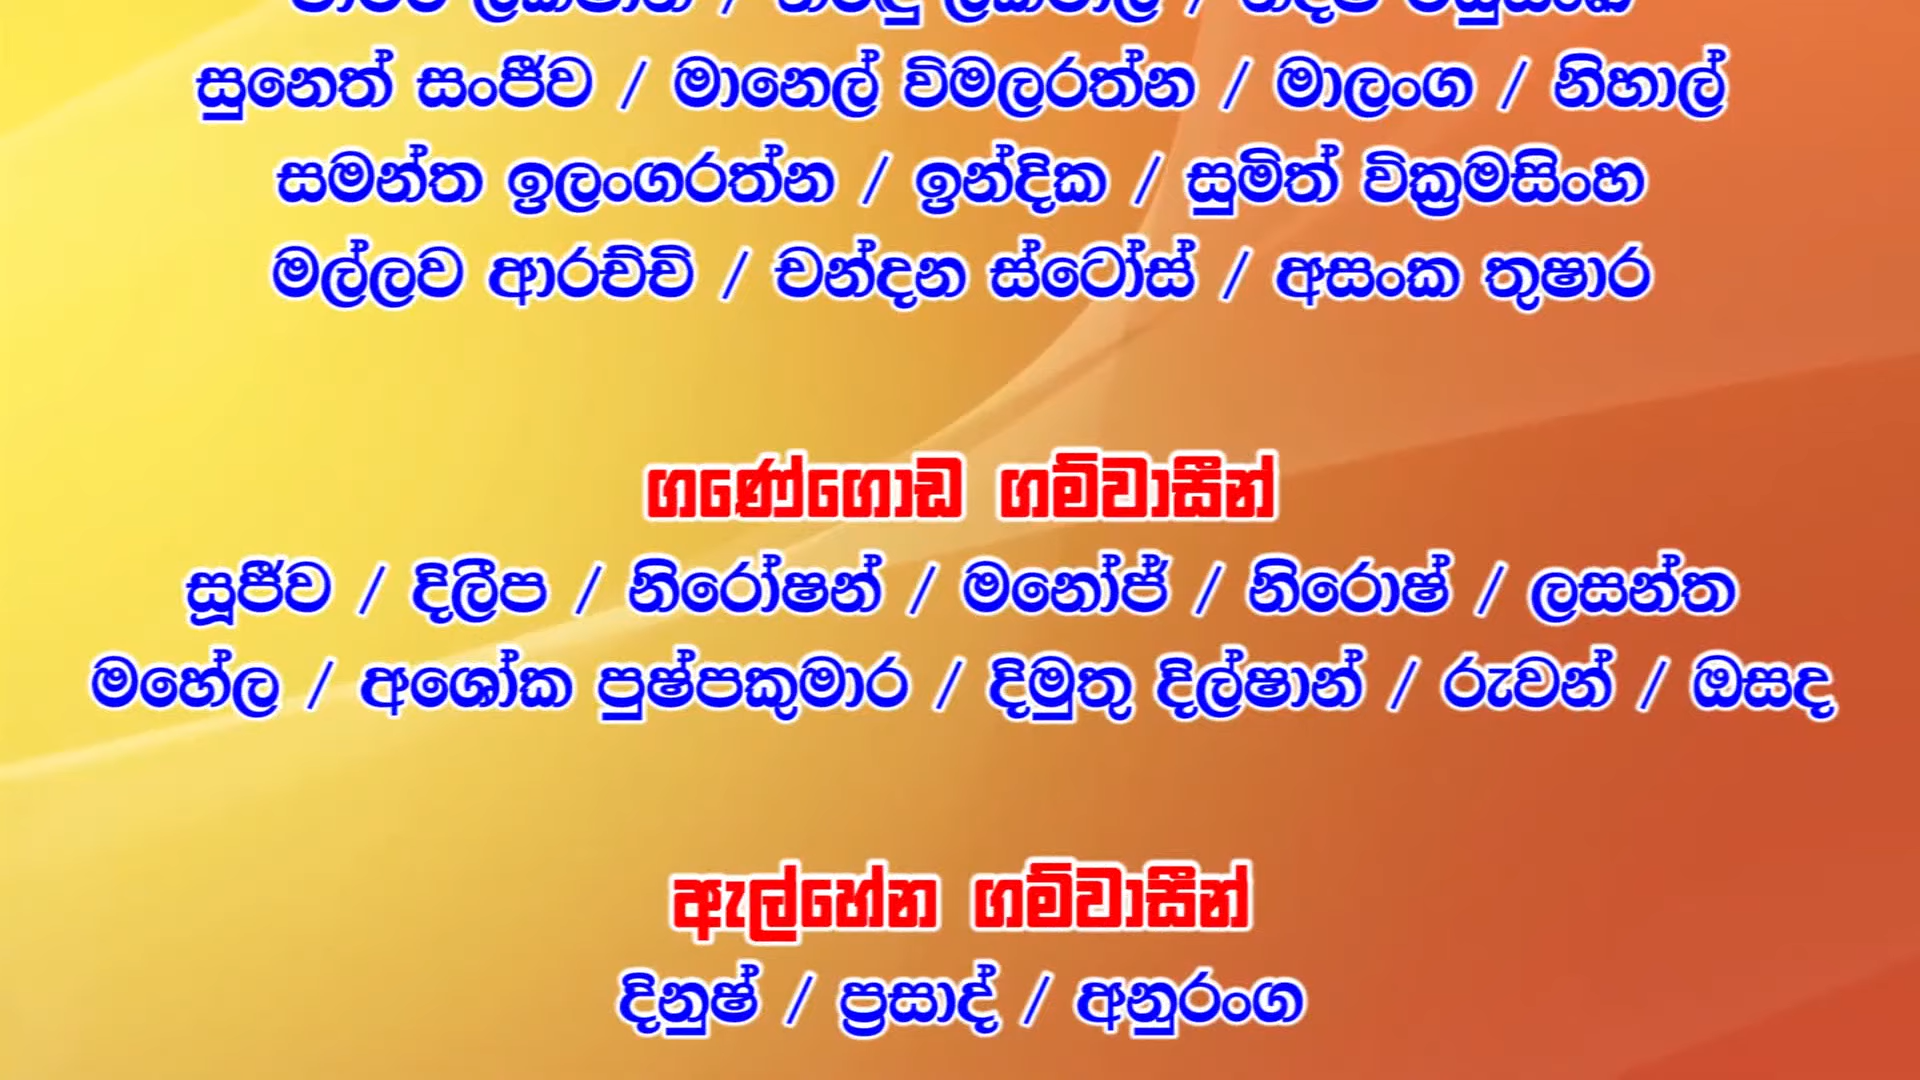 සුනෙත් සංජීව / මානෙල් විමලරත්න / මාලංග / නිහාල්
සමන්ත ඉලංගරත්න / ඉන්දික / සුමිත් වික්‍රමසිංහ
මල්ලව ආරච්චි / චන්දන ස්ටෝස් / අසංක තුෂාර
ගණේගොඩ ගම්වාසීන්
සූජීව / දිලීප / නිරෝෂන් / මනෝජ් / නිරොෂ් / ලසන්ත
මහේල / අශෝක පුෂ්පකුමාර / දිමුතු දිල්ෂාන් / රුවන් / ඔසද
ඇල්හේන ගම්වාසීන්
දිනුෂ් / ප්‍රසාද් / අනුරංග